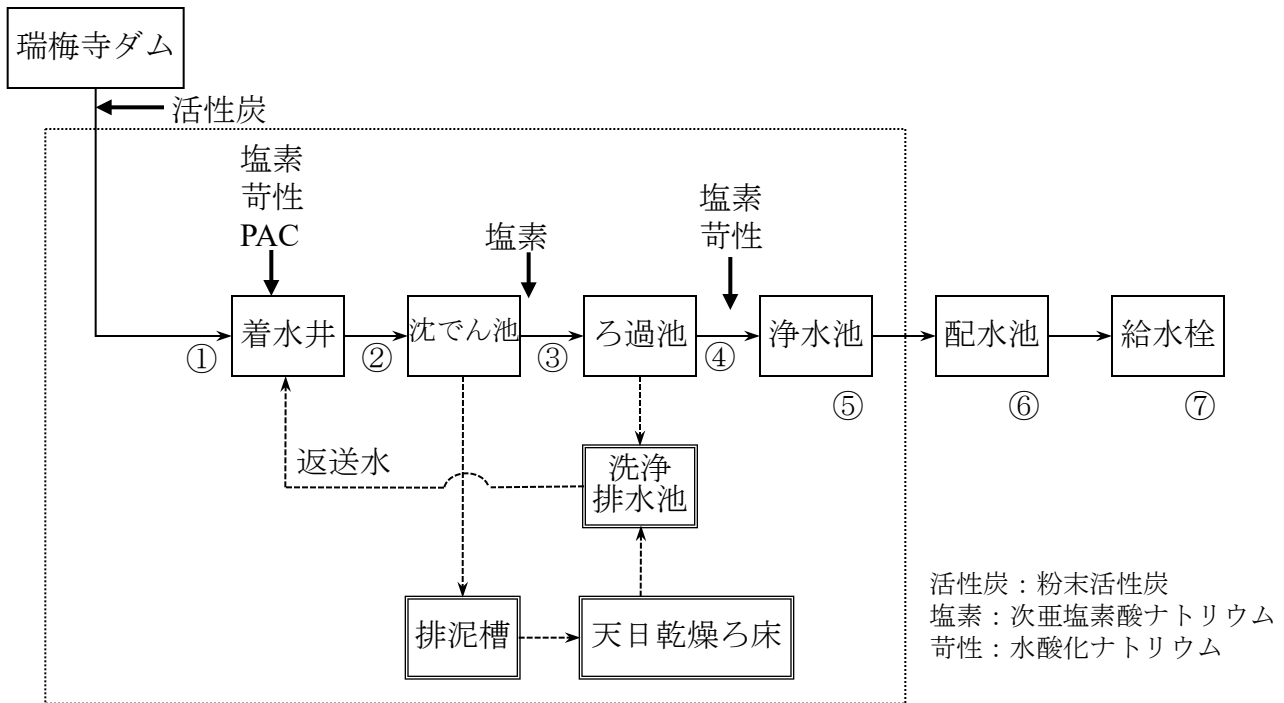 瑞梅寺ダム
活性炭
塩素
苛性
PAC
塩素
塩素
苛性
着水井
沈でん池
ろ過池
浄水池
配水池
給水栓
①
②
③
④
⑤
⑥
⑦
返送水
洗浄
排水池
排泥槽
天日乾燥ろ床
活性炭：粉末活性炭
塩素：次亜塩素酸ナトリウム
苛性：水酸化ナトリウム